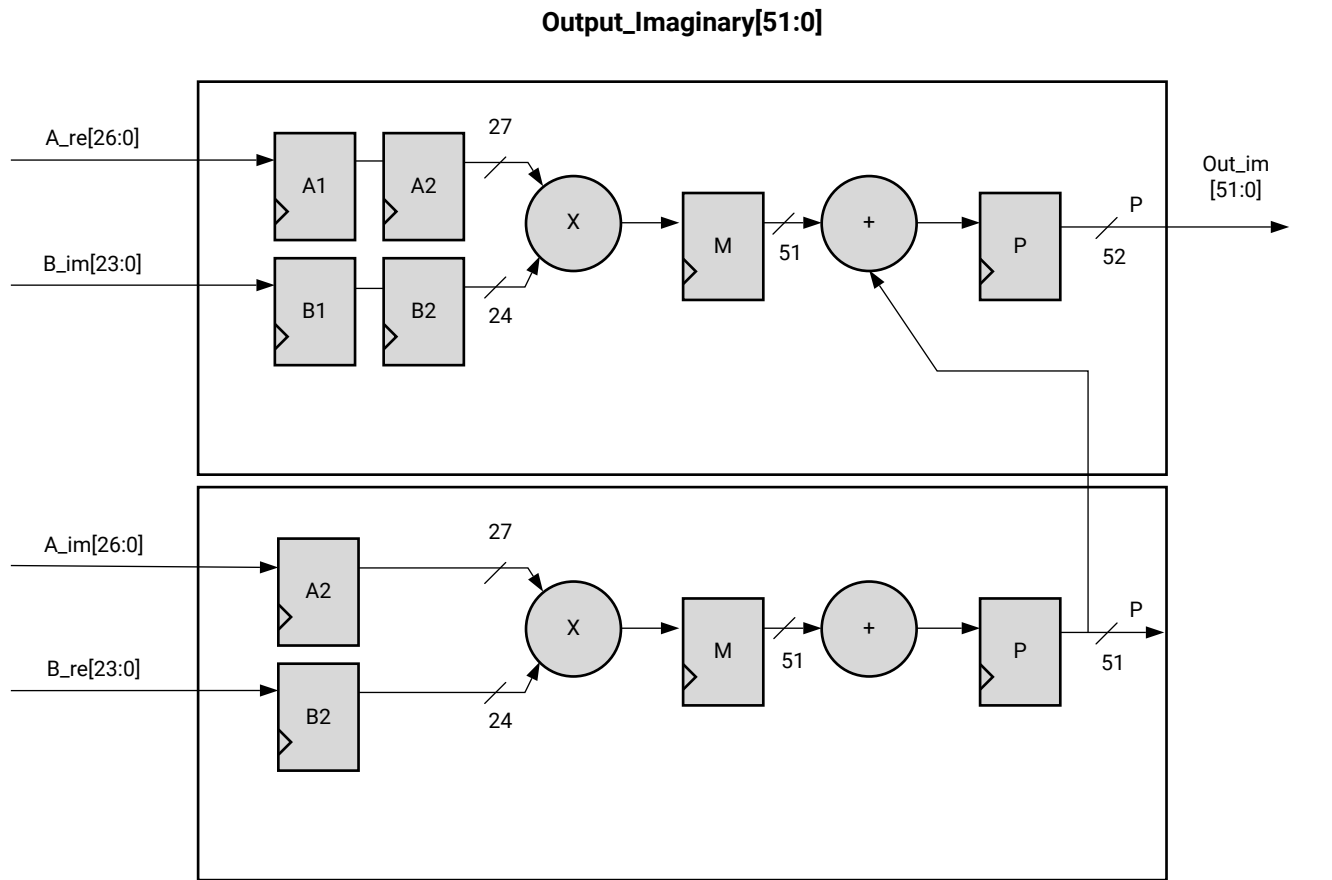 Output_Imaginary[51:0]
A_re[26:0]
27
Out_im
[51:0]
A1
A2
X
M
51
+
P
P
52
B_im[23:0]
B1
B2
24
A_im[26:0]
27
A2
X
M
51
+
P
P
51
B_re[23:0]
B2
24